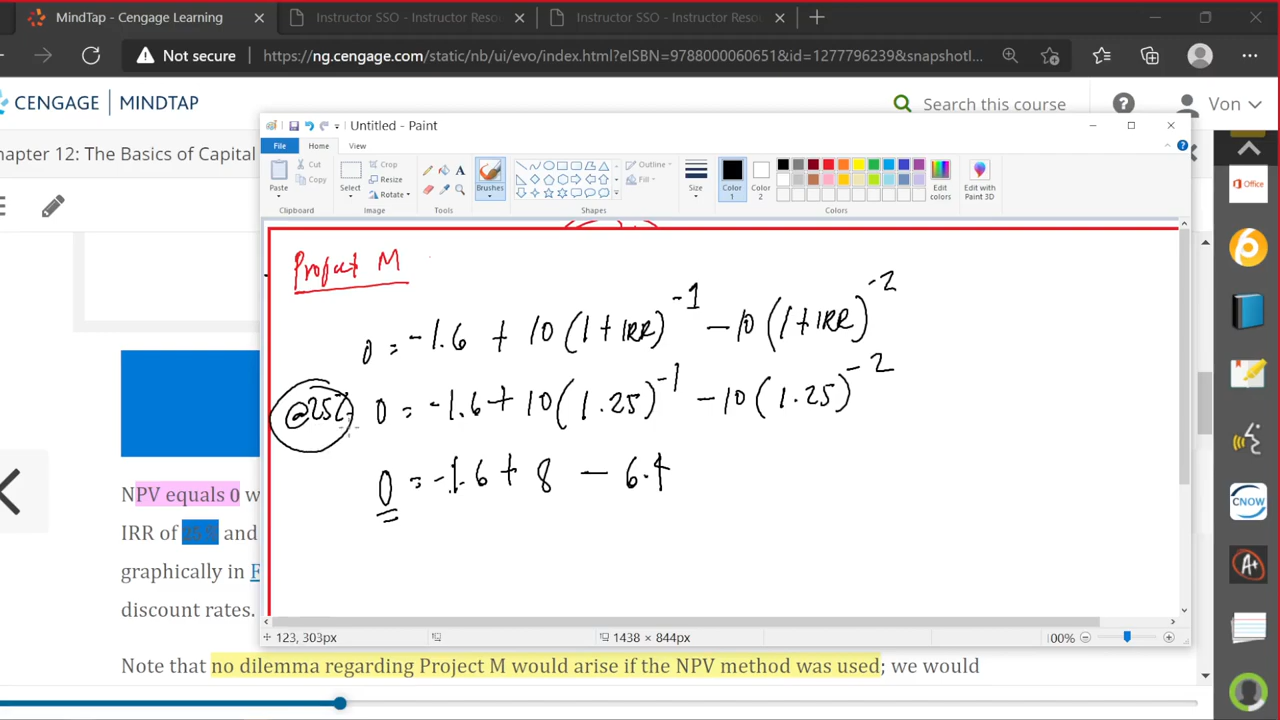 MindTap - Cengage Learning
Instructor SSO - Instructor Reso
Instructor SSO - Instructor Reso
Not secure
https://ng.cengage.com/static/nb/ui/evo/index.html?eISBN=9788000060651&id=1277796239&snapshotI...
CENGAGE MINDTAP
Search this course
Von
hapter 12: The Basics of Capital
Untitled - Paint
File Home View
Paste
Cut
Copy
Clipboard
Select
Crop
Resize
Rotate
Image
Tools
Brushes
Outline
Fill
Shapes
Size
Color 1
Color 2
Edit colors
Colors
Edit with Paint 3D
Office
CNOW
A+
Project M
0 = -1.6 + 10(1+IRR)^-1 - 10(1+IRR)^-2
@25% 0 = -1.6 + 10(1.25)^-1 - 10(1.25)^-2
0 = -1.6 + 8 - 6.4
123, 303px
1438 × 844px
00%
NPV equals 0 w
IRR of 25 % and
graphically in F
discount rates.
Note that no dilemma regarding Project M would arise if the NPV method was used; we would